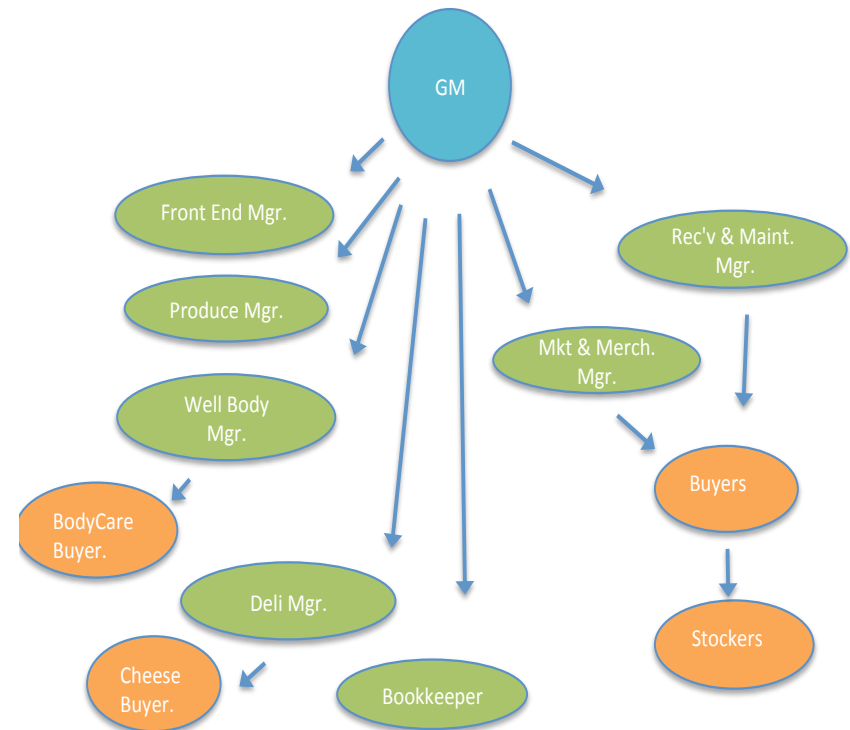 GM
Front End Mgr.
Rec'v & Maint.
Mgr.
Produce Mgr.
Mkt & Merch.
Mgr.
Well Body
Mgr.
Buyers
BodyCare
Buyer.
Deli Mgr.
Stockers
Cheese
Buyer.
Bookkeeper